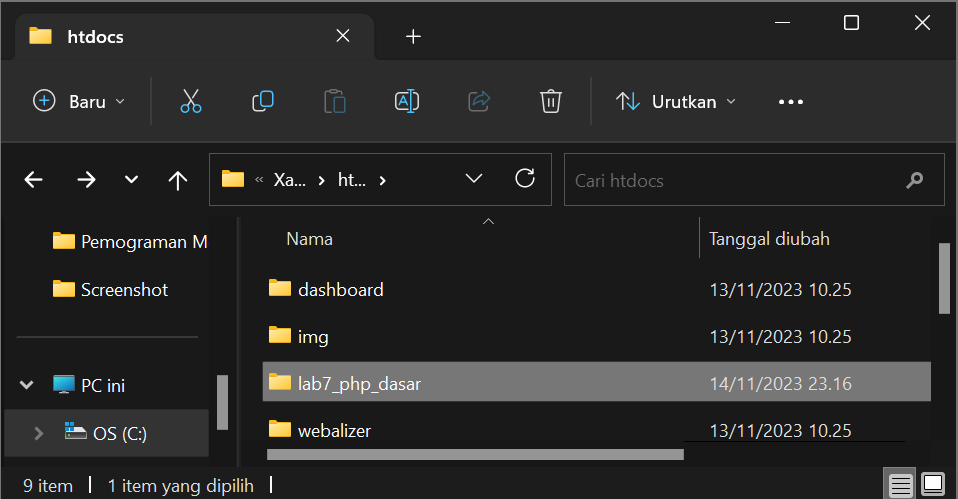 htdocs
Baru
Urutkan
« Xa... › ht... ›
Cari htdocs
Pemograman M
Screenshot
PC ini
OS (C:)
Nama Tanggal diubah
dashboard 13/11/2023 10.25
img 13/11/2023 10.25
lab7_php_dasar 14/11/2023 23.16
webalizer 13/11/2023 10.25
9 item 1 item yang dipilih